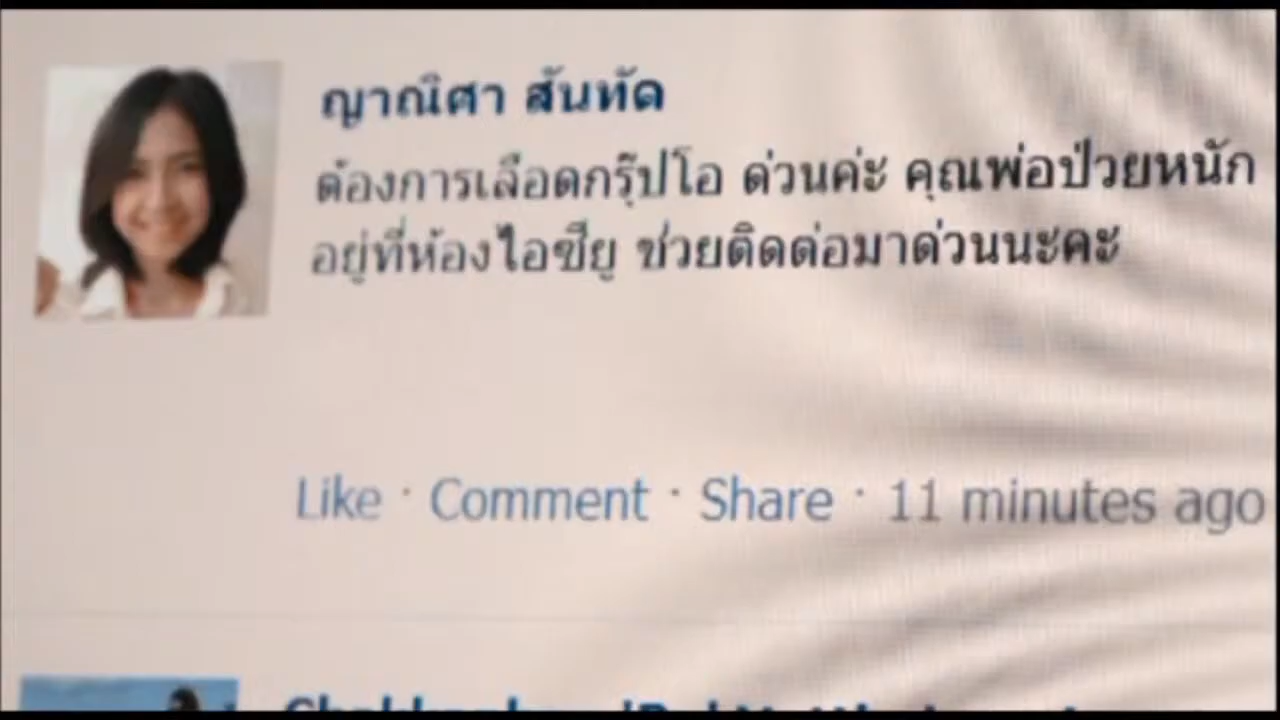 ญาณิศา สันทัด
ต้องการเลือดกรุ๊ปโอ ด่วนค่ะ คุณพ่อป่วยหนัก
อยู่ที่ห้องไอซียู ช่วยติดต่อมาด่วนนะคะ
Like · Comment · Share · 11 minutes ago